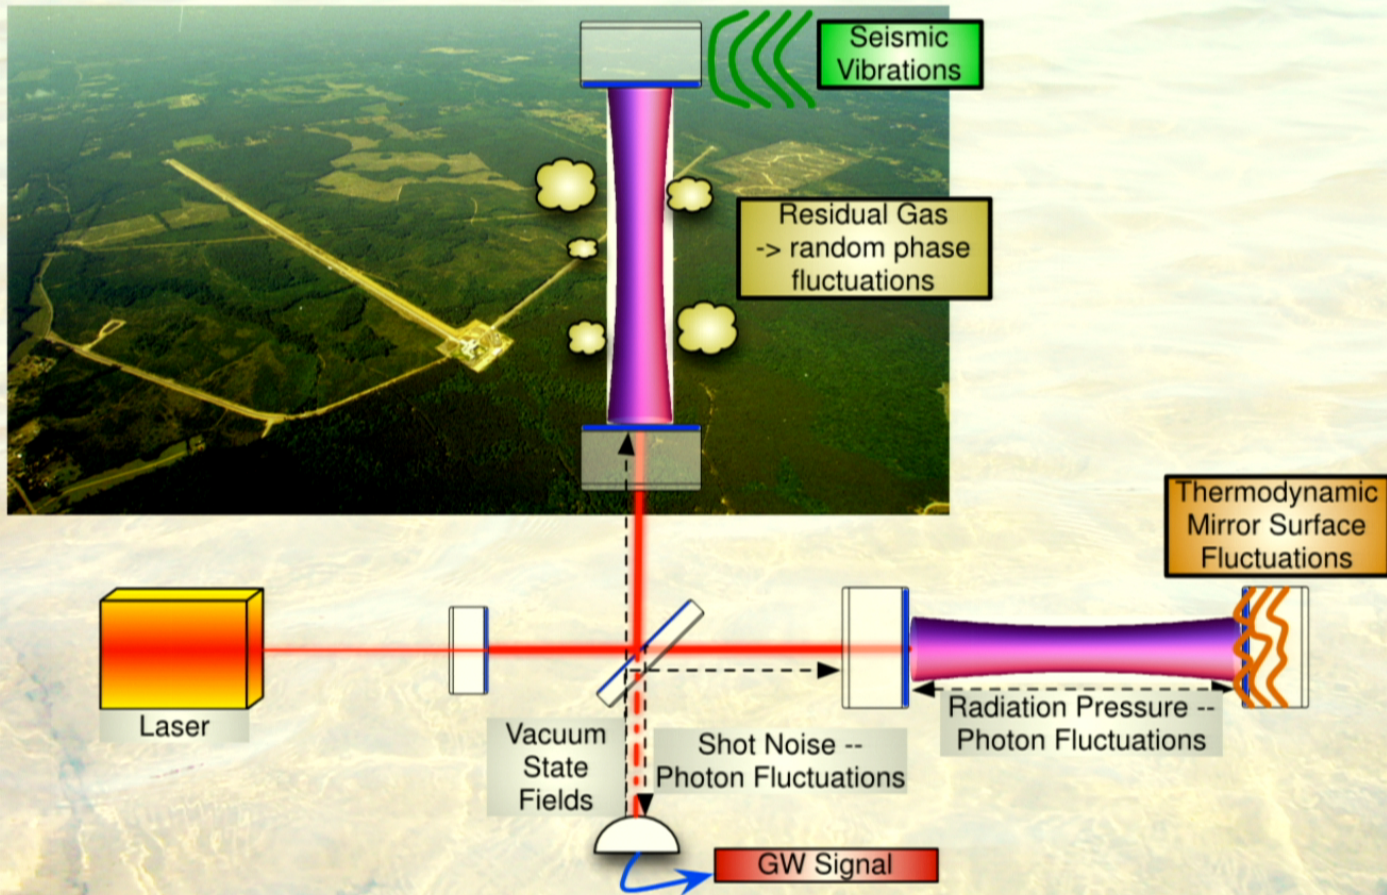 Seismic
Vibrations
Residual Gas
-> random phase
fluctuations
Thermodynamic
Mirror Surface
Fluctuations
Laser
Vacuum
State
Fields
Shot Noise --
Photon Fluctuations
Radiation Pressure --
Photon Fluctuations
GW Signal